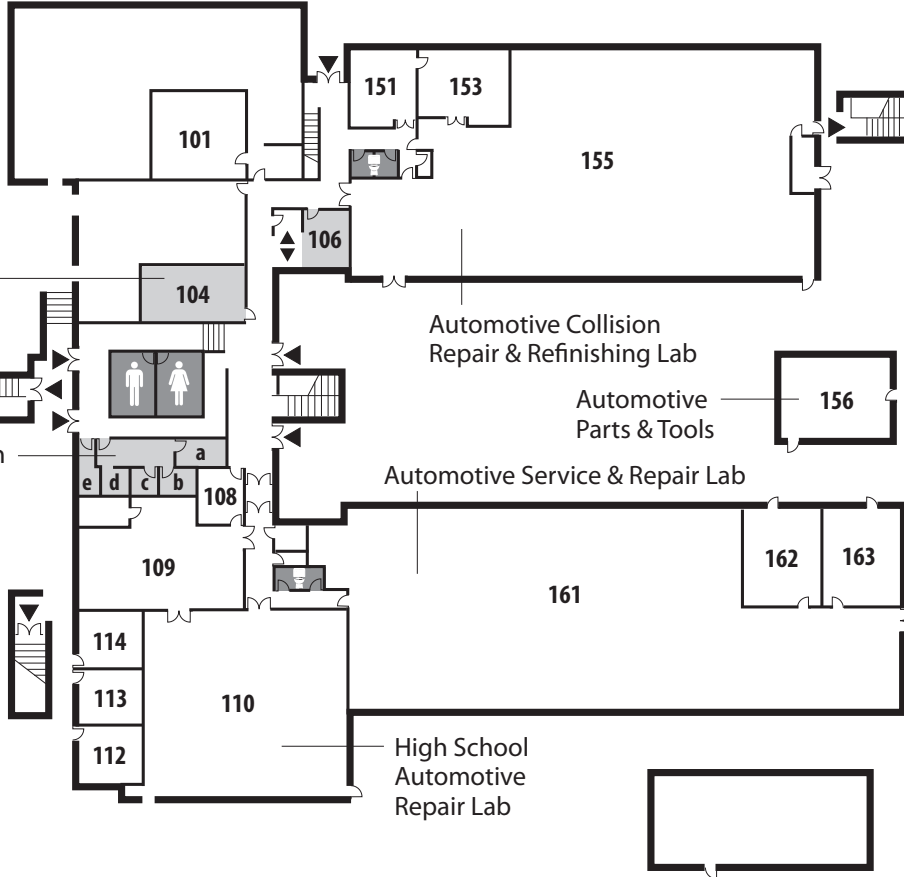 151
153
101
155
106
104
Automotive Collision
Repair & Refinishing Lab
Automotive
Parts & Tools
156
n
a
e
d
c
b
108
Automotive Service & Repair Lab
162
163
109
161
114
113
110
112
High School
Automotive
Repair Lab